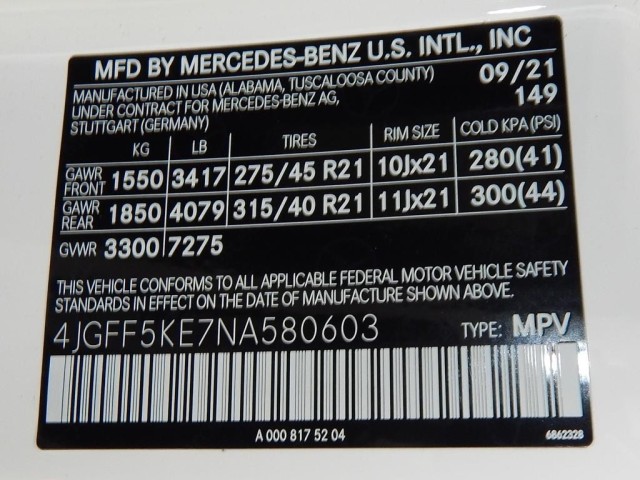 MFD BY MERCEDES-BENZ U.S. INTL., INC
MANUFACTURED IN USA (ALABAMA, TUSCALOOSA COUNTY) 09/21
UNDER CONTRACT FOR MERCEDES-BENZ AG, 149
STUTTGART (GERMANY)
KG LB TIRES RIM SIZE COLD KPA(PSI)
GAWR FRONT 1550 3417 275/45 R21 10Jx21 280(41)
GAWR REAR 1850 4079 315/40 R21 11Jx21 300(44)
GVWR 3300 7275
THIS VEHICLE CONFORMS TO ALL APPLICABLE FEDERAL MOTOR VEHICLE SAFETY
STANDARDS IN EFFECT ON THE DATE OF MANUFACTURE SHOWN ABOVE.
4JGFF5KE7NA580603 TYPE: MPV
A 000 817 52 04 6862328